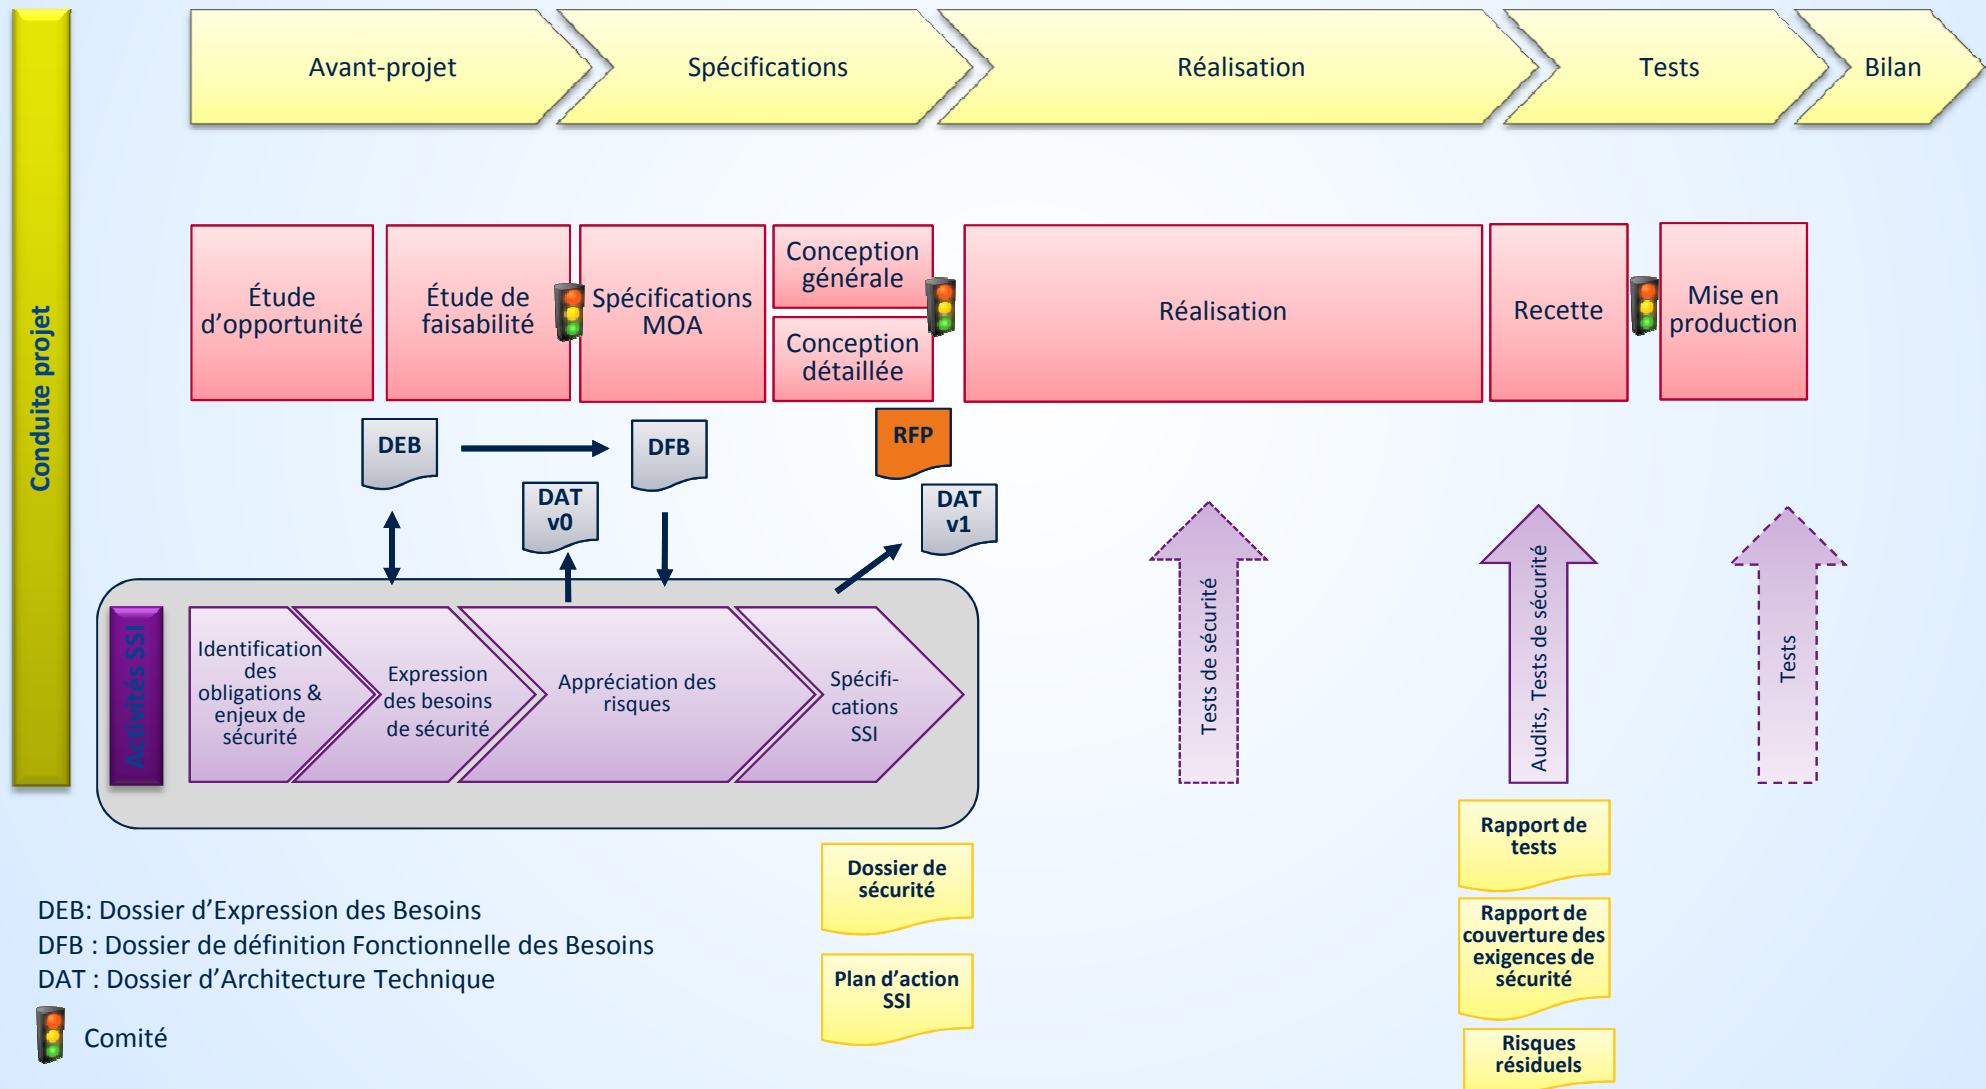 Conduite projet
Avant-projet
Spécifications
Réalisation
Tests
Bilan
Étude
d’opportunité
Étude de
faisabilité
Spécifications
MOA
Conception
générale
Conception
détaillée
Réalisation
Recette
Mise en
production
DEB
DFB
RFP
DAT
v0
DAT
v1
Activités SSI
Identification
des
obligations &
enjeux de
sécurité
Expression
des besoins
de sécurité
Appréciation des
risques
Spécifi-
cations
SSI
Tests de sécurité
Audits, Tests de sécurité
Tests
Dossier de
sécurité
Plan d’action
SSI
Rapport de
tests
Rapport de
couverture des
exigences de
sécurité
Risques
résiduels
DEB: Dossier d’Expression des Besoins
DFB : Dossier de définition Fonctionnelle des Besoins
DAT : Dossier d’Architecture Technique
Comité